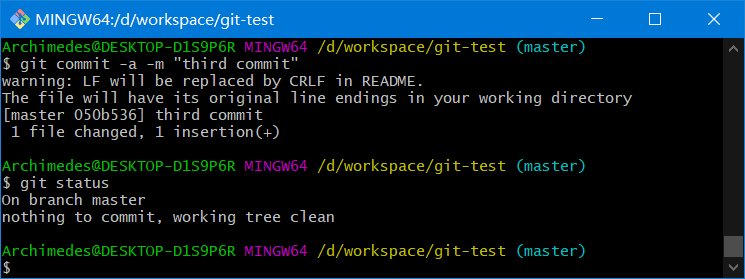 MINGW64:/d/workspace/git-test
Archimedes@DESKTOP-D1S9P6R MINGW64 /d/workspace/git-test (master)
$ git commit -a -m "third commit"
warning: LF will be replaced by CRLF in README.
The file will have its original line endings in your working directory
[master 050b536] third commit
 1 file changed, 1 insertion(+)
Archimedes@DESKTOP-D1S9P6R MINGW64 /d/workspace/git-test (master)
$ git status
On branch master
nothing to commit, working tree clean
Archimedes@DESKTOP-D1S9P6R MINGW64 /d/workspace/git-test (master)
$